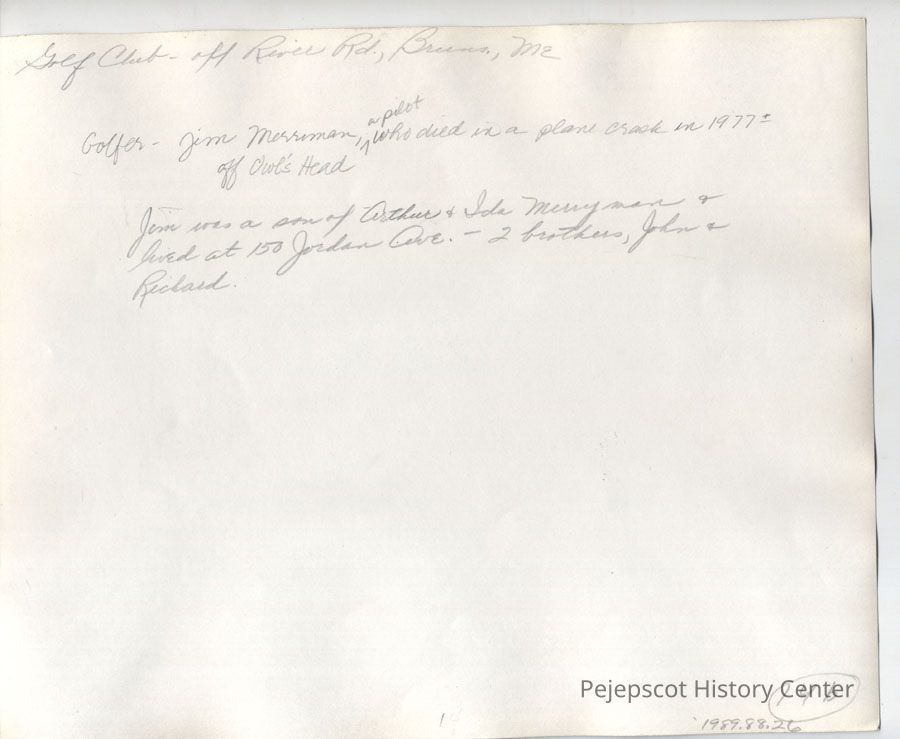 Golf Club - off River Rd., Bruns., Me
a pilot
Golfer - Jim Merriman, who died in a plane crash in 1977±
off Owl's Head
Jim was a son of Arthur & Ida Merryman &
lived at 150 Jordan Ave. - 2 brothers, John &
Richard.
Pejepscot History Center
1
1989.88.26